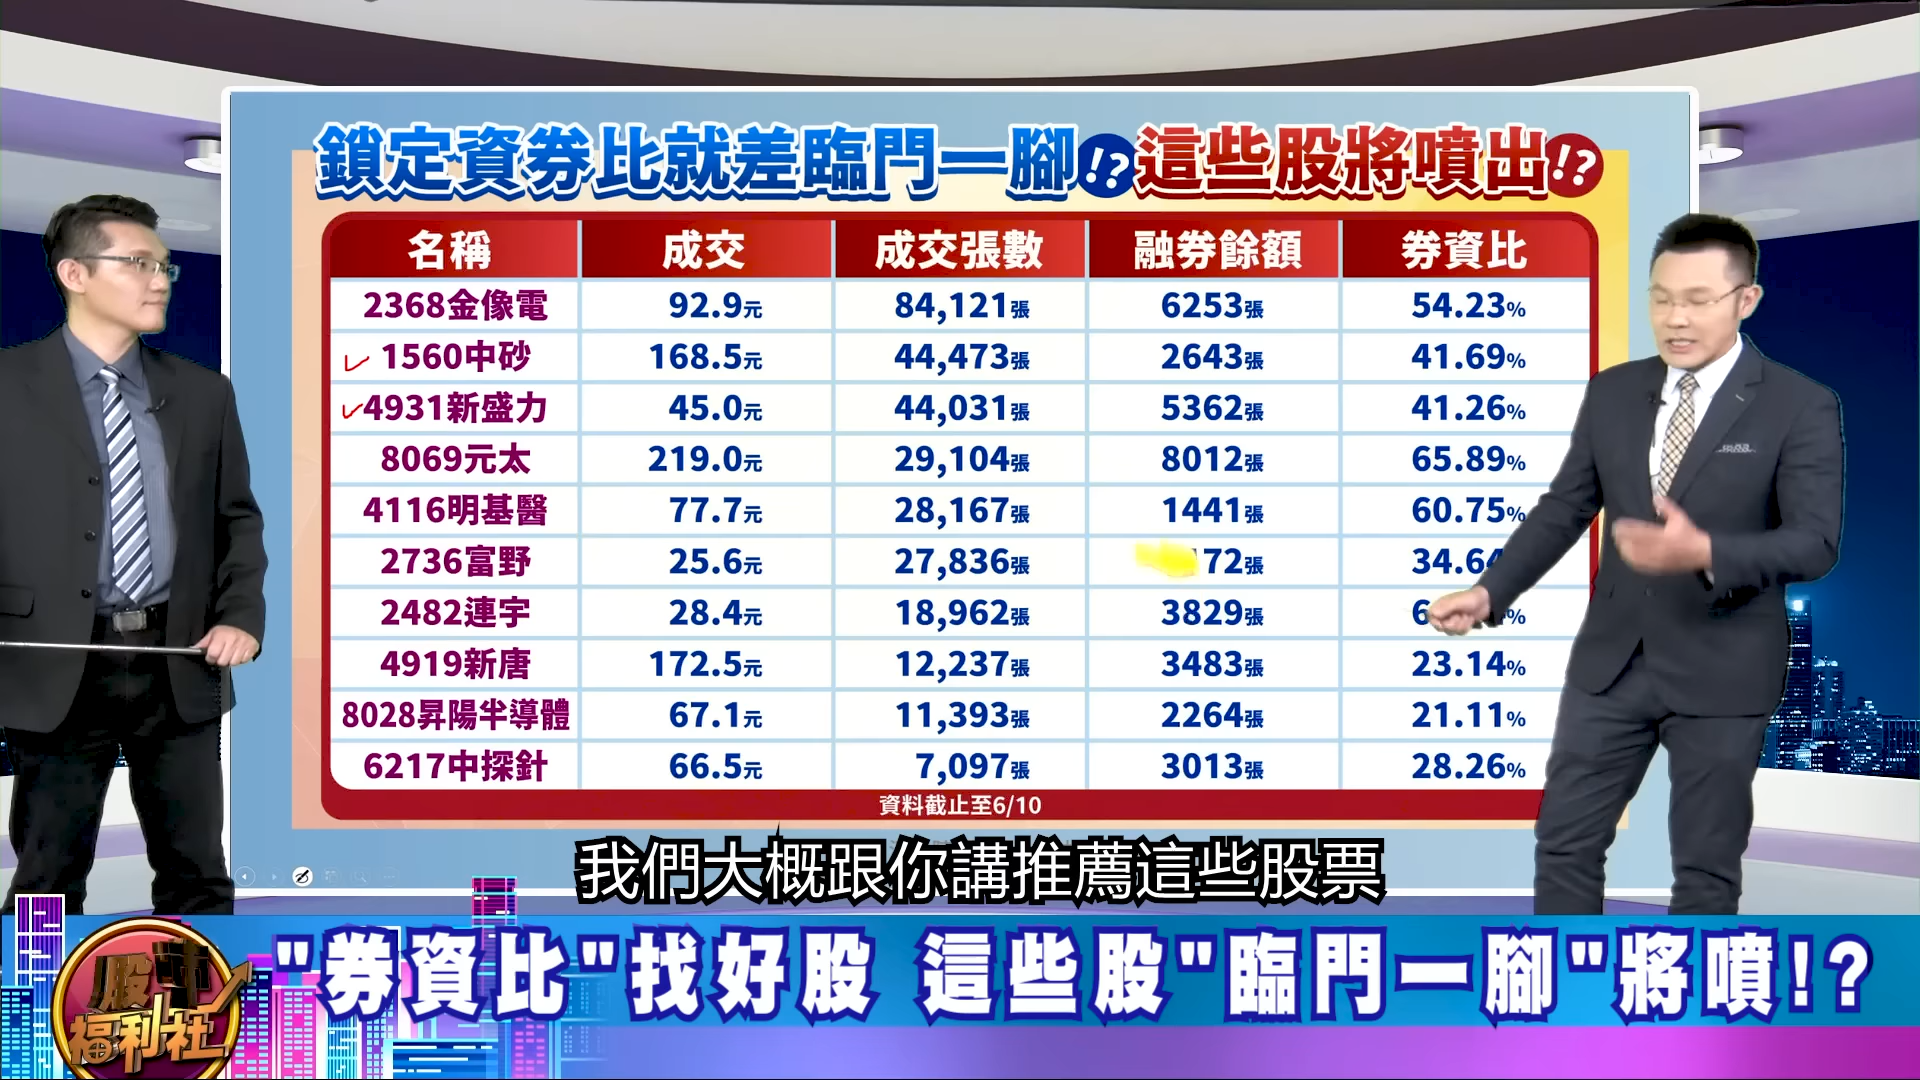 鎖定資券比就差臨門一腳!?這些股將噴出!?
名稱 成交 成交張數 融券餘額 券資比
2368金像電 92.9元 84,121張 6253張 54.23%
1560中砂 168.5元 44,473張 2643張 41.69%
4931新盛力 45.0元 44,031張 5362張 41.26%
8069元太 219.0元 29,104張 8012張 65.89%
4116明基醫 77.7元 28,167張 1441張 60.75%
2736富野 25.6元 27,836張 72張 34.64
2482連宇 28.4元 18,962張 3829張 %
4919新唐 172.5元 12,237張 3483張 23.14%
8028昇陽半導體 67.1元 11,393張 2264張 21.11%
6217中探針 66.5元 7,097張 3013張 28.26%
資料截止至6/10
我們大概跟你講推薦這些股票
"券資比"找好股 這些股"臨門一腳"將噴!?
股市
福利社